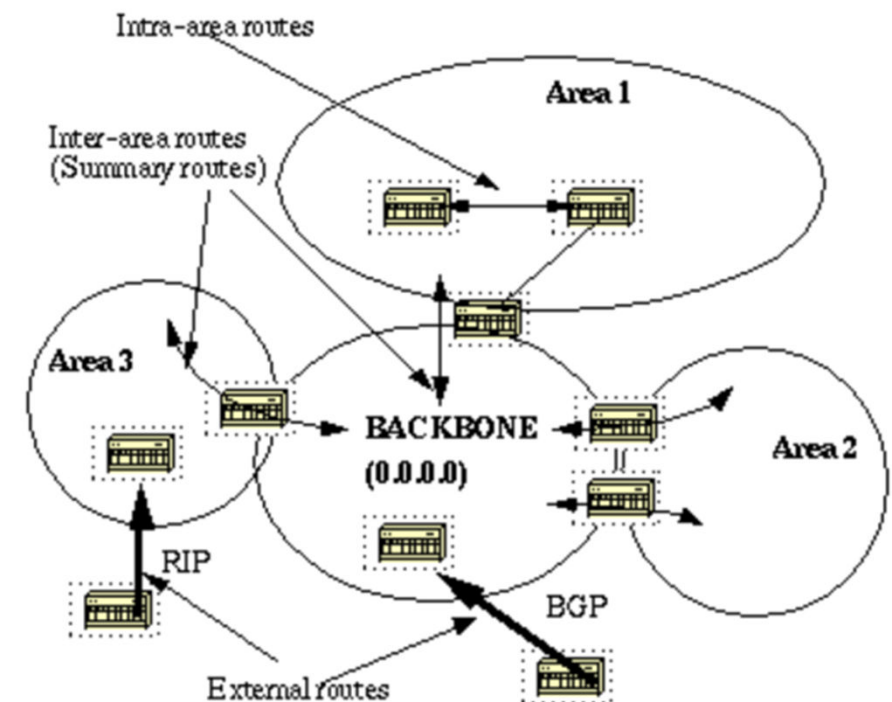 Intra-area routes
Area 1
Inter-area routes
(Summary routes)
Area 3
BACKBONE
(0.0.0.0)
Area 2
RIP
BGP
External routes